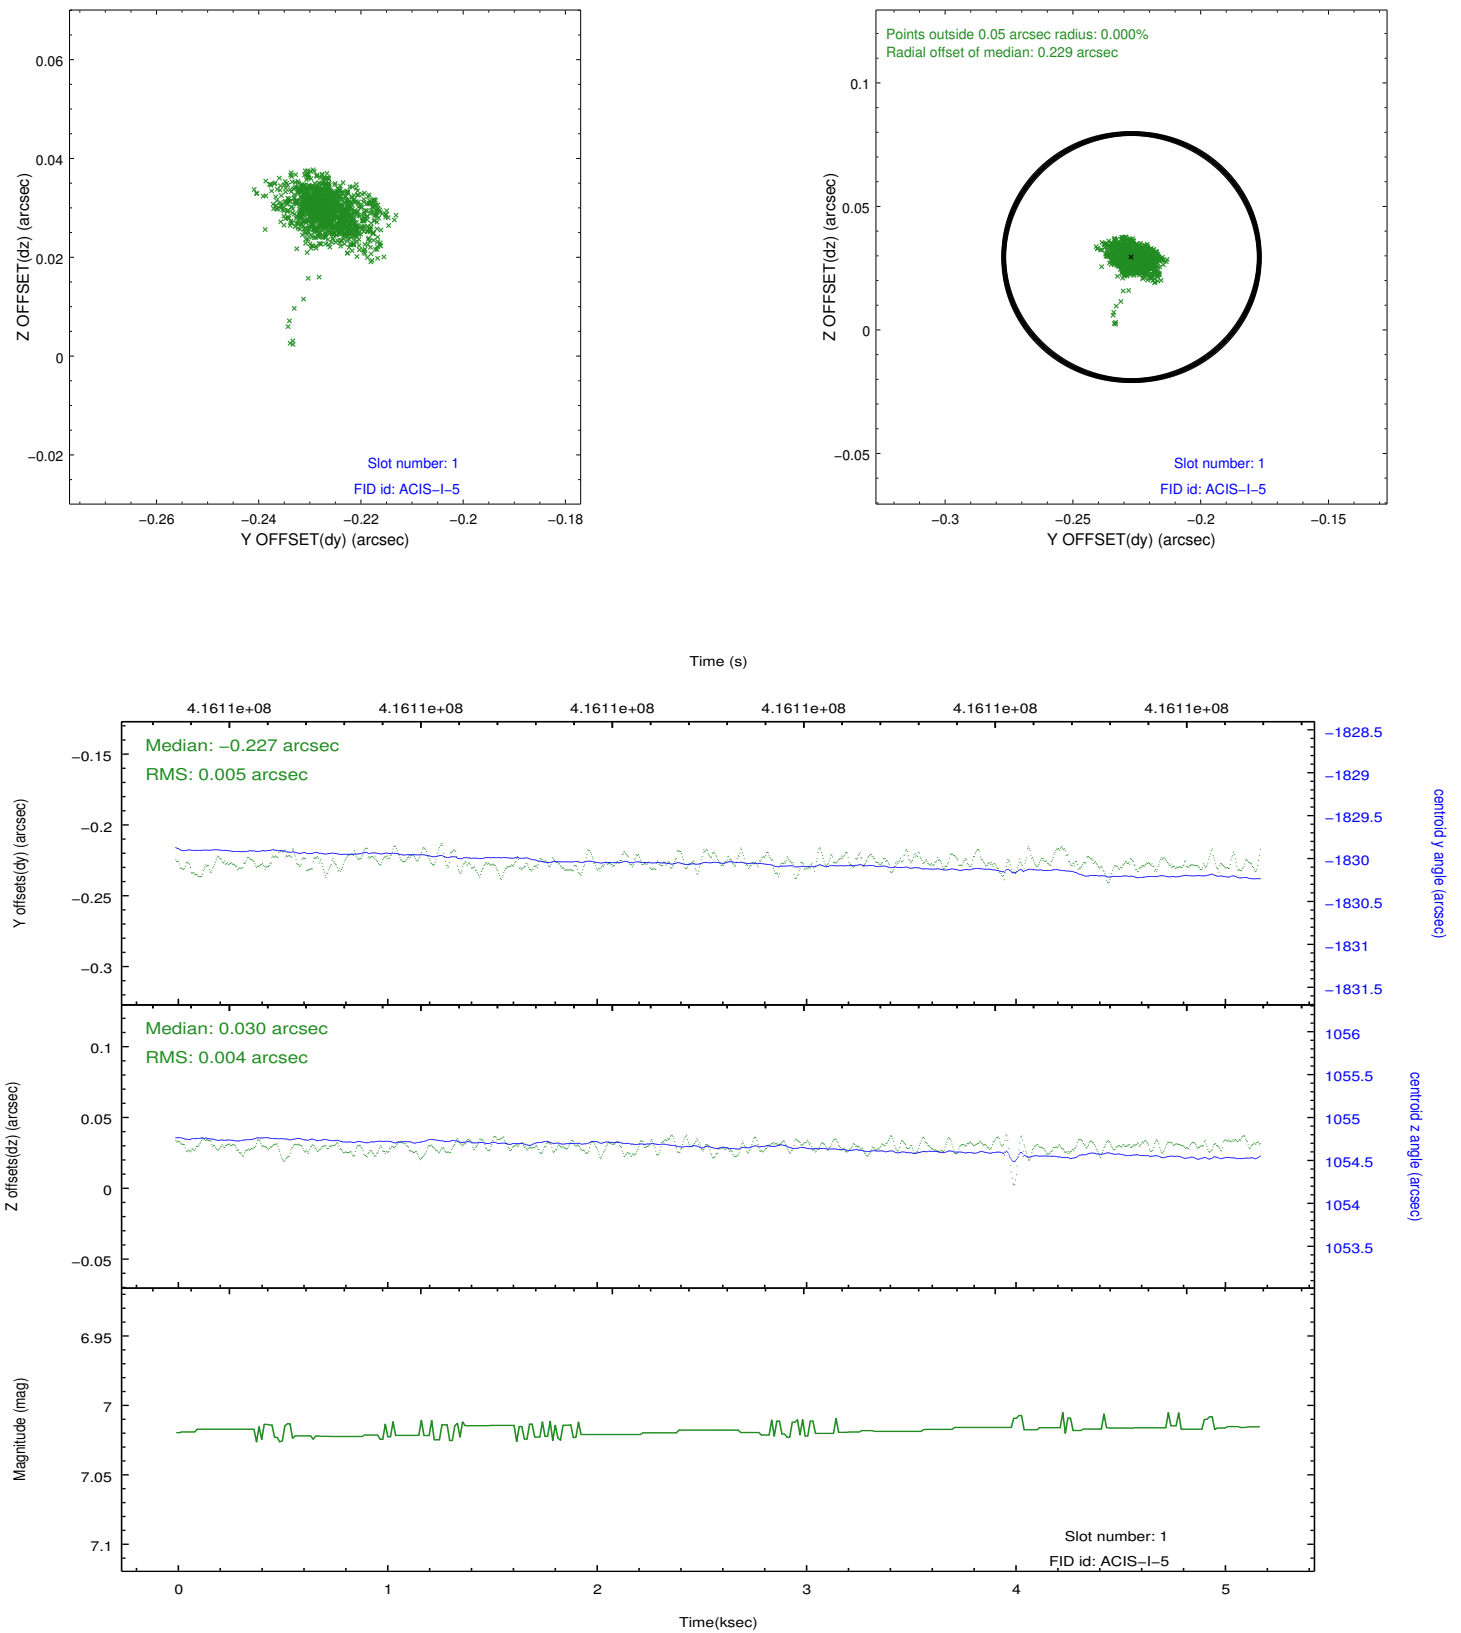 0.06
0.04
0.02
0
−0.02
Z OFFSET(dz) (arcsec)
Slot number: 1
FID id: ACIS−I−5
−0.26 −0.24 −0.22 −0.2 −0.18
Y OFFSET(dy) (arcsec)
Points outside 0.05 arcsec radius: 0.000%
Radial offset of median: 0.229 arcsec
0.1
0.05
0
−0.05
Z OFFSET(dz) (arcsec)
Slot number: 1
FID id: ACIS−I−5
−0.3 −0.25 −0.2 −0.15
Y OFFSET(dy) (arcsec)
Time (s)
4.1611e+08 4.1611e+08 4.1611e+08 4.1611e+08 4.1611e+08 4.1611e+08
Median: −0.227 arcsec
RMS: 0.005 arcsec
−0.15
−0.2
−0.25
−0.3
Y offsets(dy) (arcsec)
−1828.5
−1829
−1829.5
−1830
−1830.5
−1831
−1831.5
centroid y angle (arcsec)
Median: 0.030 arcsec
RMS: 0.004 arcsec
0.1
0.05
0
−0.05
Z offsets(dz) (arcsec)
1056
1055.5
1055
1054.5
1054
1053.5
centroid z angle (arcsec)
6.95
7
7.05
7.1
Magnitude (mag)
Slot number: 1
FID id: ACIS−I−5
0 1 2 3 4 5
Time(ksec)